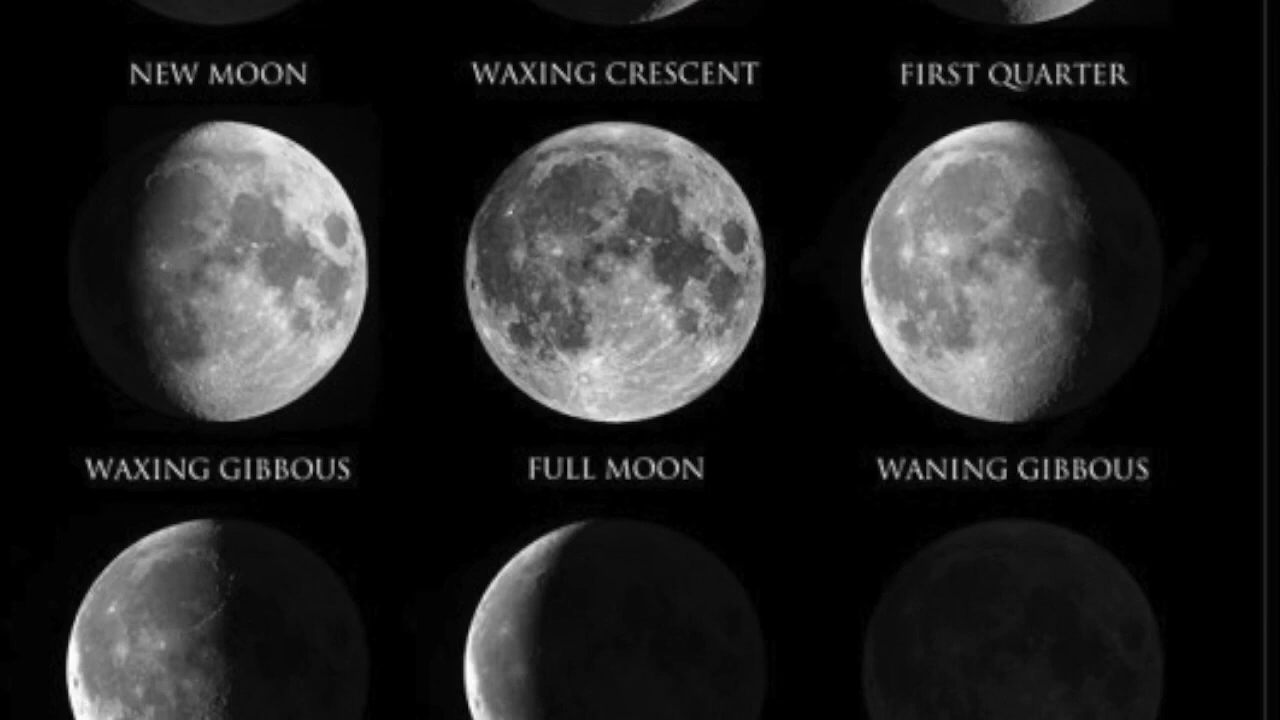 NEW MOON
WAXING CRESCENT
FIRST QUARTER
WAXING GIBBOUS
FULL MOON
WANING GIBBOUS